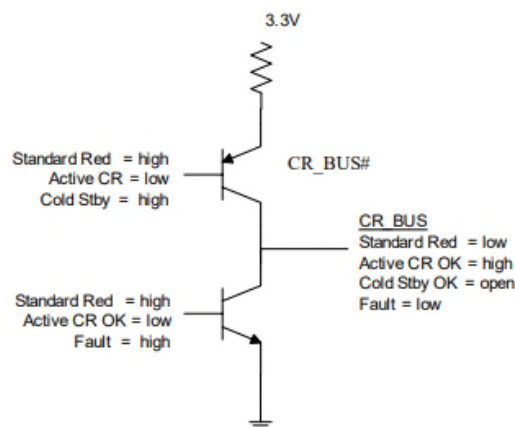 3.3V
Standard Red = high
Active CR = low
Cold Stby = high
CR_BUS#
CR_BUS
Standard Red = low
Active CR OK = high
Cold Stby OK = open
Fault = low
Standard Red = high
Active CR OK = low
Fault = high